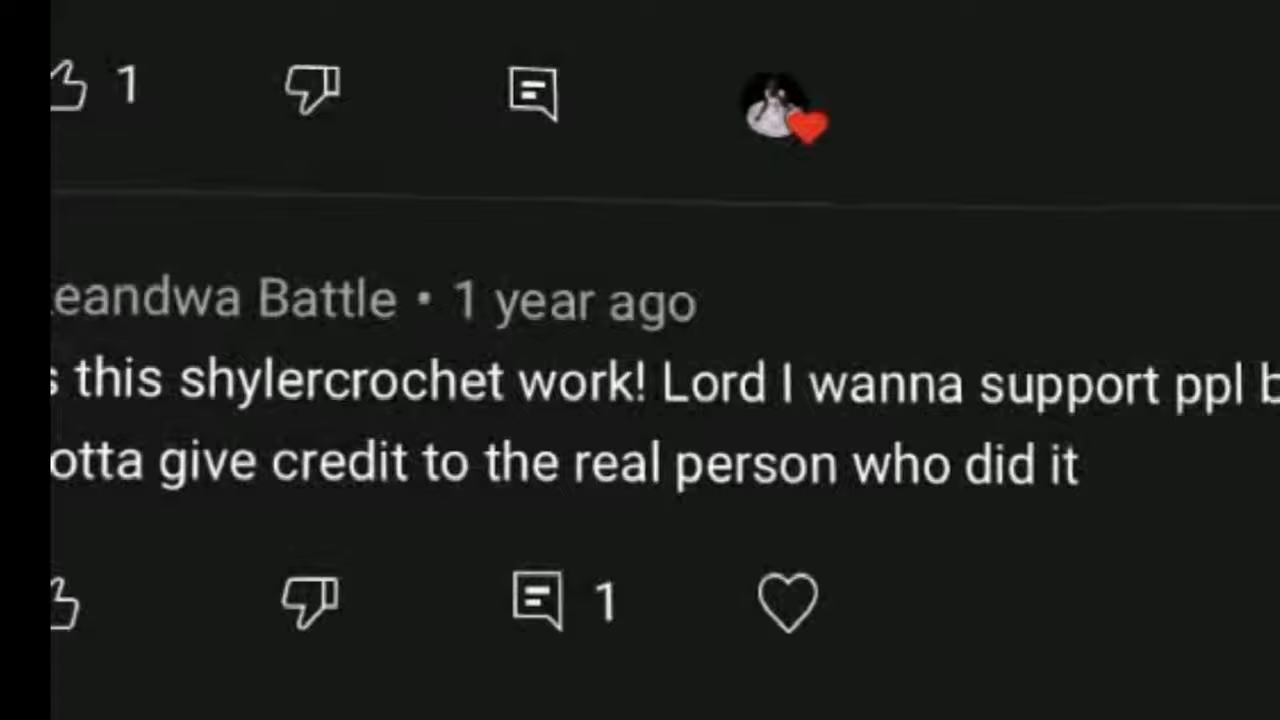 1
eandwa Battle • 1 year ago
s this shylercrochet work! Lord I wanna support ppl b
otta give credit to the real person who did it
1